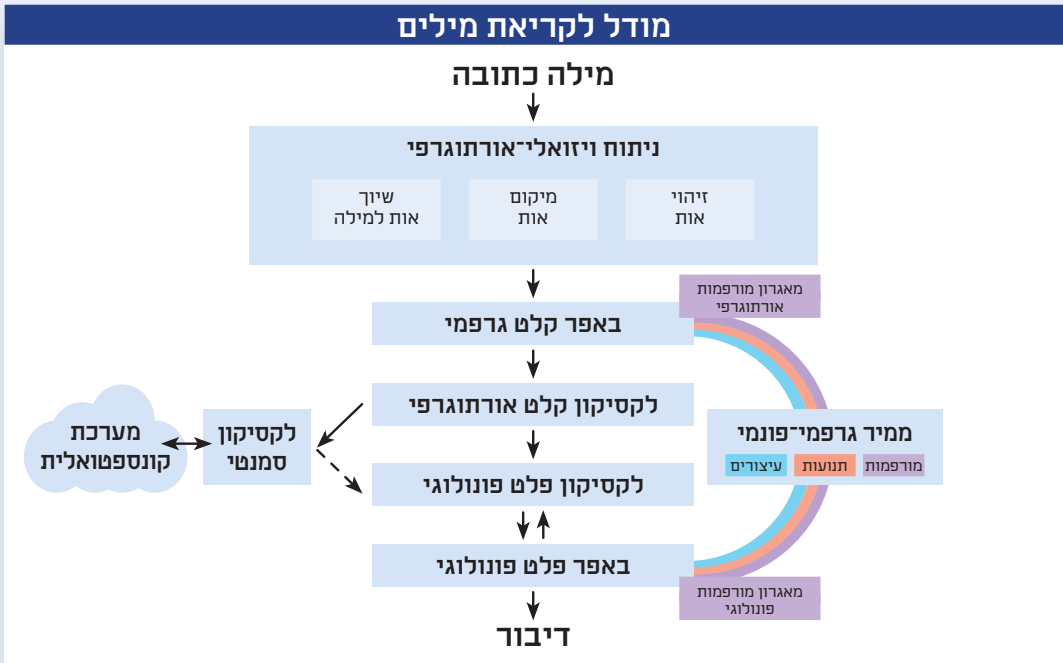 מודל לקריאת מילים
מילה כתובה
ניתוח ויזואלי־אורתוגרפי
זיהוי
אות
מיקום
אות
שיוך
אות למילה
מאגרון מורפמות
אורתוגרפי
באפר קלט גרפמי
לקסיקון קלט אורתוגרפי
ממיר גרפמי־פונמי
מורפמות
תנועות
עיצורים
לקסיקון
סמנטי
מערכת
קונספטואלית
לקסיקון פלט פונולוגי
באפר פלט פונולוגי
מאגרון מורפמות
פונולוגי
דיבור